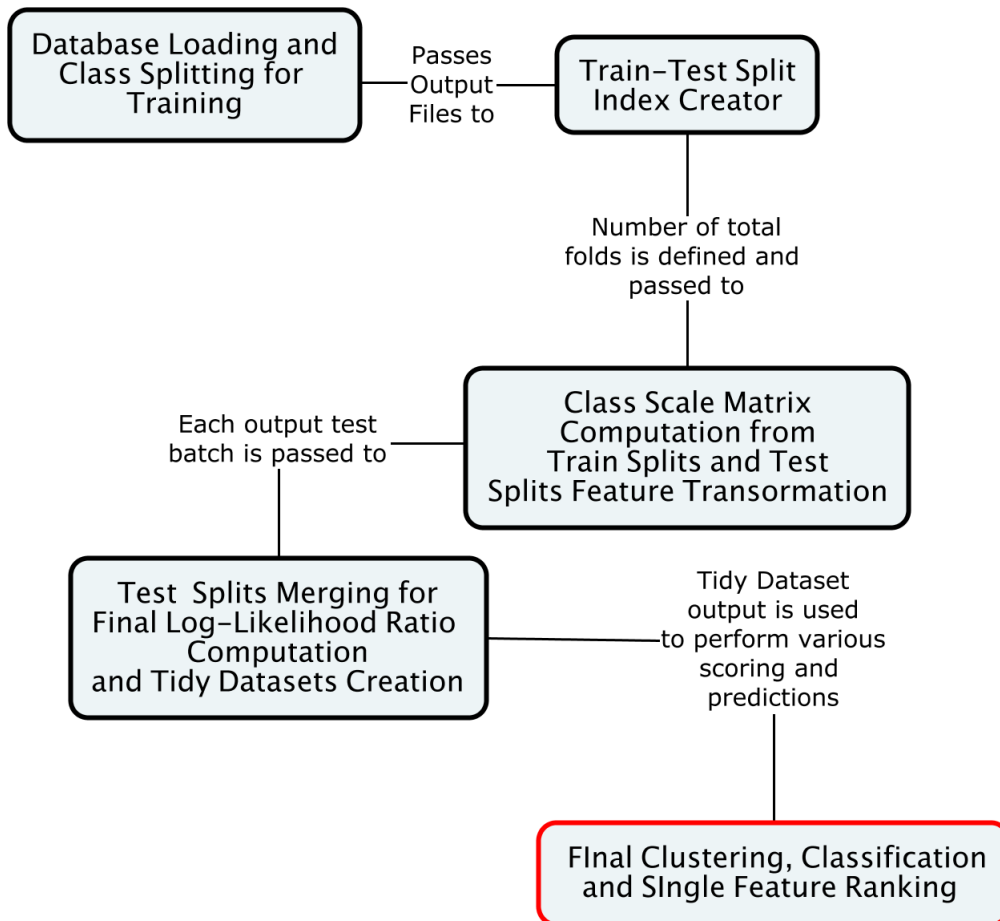 Database Loading and
Class Splitting for
Training
Passes
Output
Files to
Train-Test Split
Index Creator
Number of total
folds is defined and
passed to
Class Scale Matrix
Computation from
Train Splits and Test
Splits Feature Transormation
Each output test
batch is passed to
Test Splits Merging for
Final Log-Likelihood Ratio
Computation
and Tidy Datasets Creation
Tidy Dataset
output is used
to perform various
scoring and
predictions
FInal Clustering, Classification
and SIngle Feature Ranking